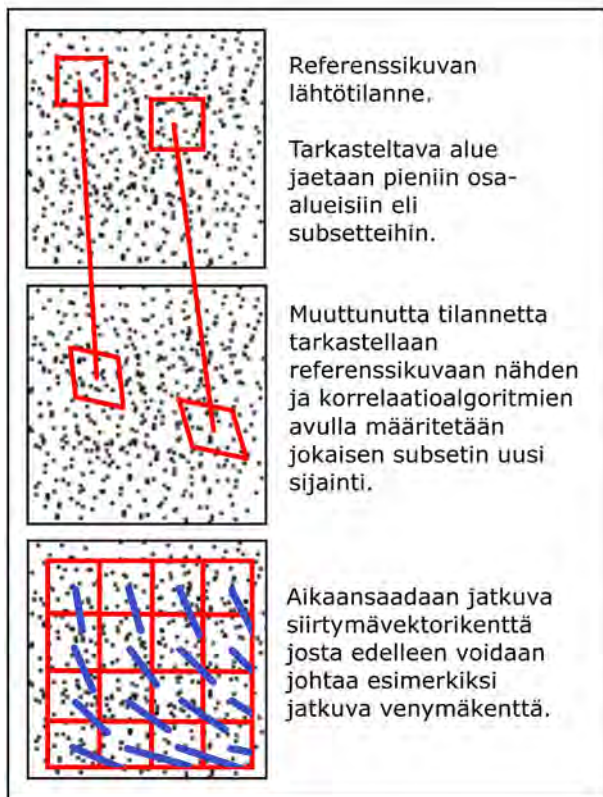 Referenssikuvan
lähtötilanne.
Tarkasteltava alue
jaetaan pieniin osa-
alueisiin eli
subsetteihin.
Muuttunutta tilannetta
tarkastellaan
referenssikuvaan nähden
ja korrelaatioalgoritmien
avulla määritetään
jokaisen subsetin uusi
sijainti.
Aikaansaadaan jatkuva
siirtymävektorikenttä
josta edelleen voidaan
johtaa esimerkiksi
jatkuva venymäkenttä.